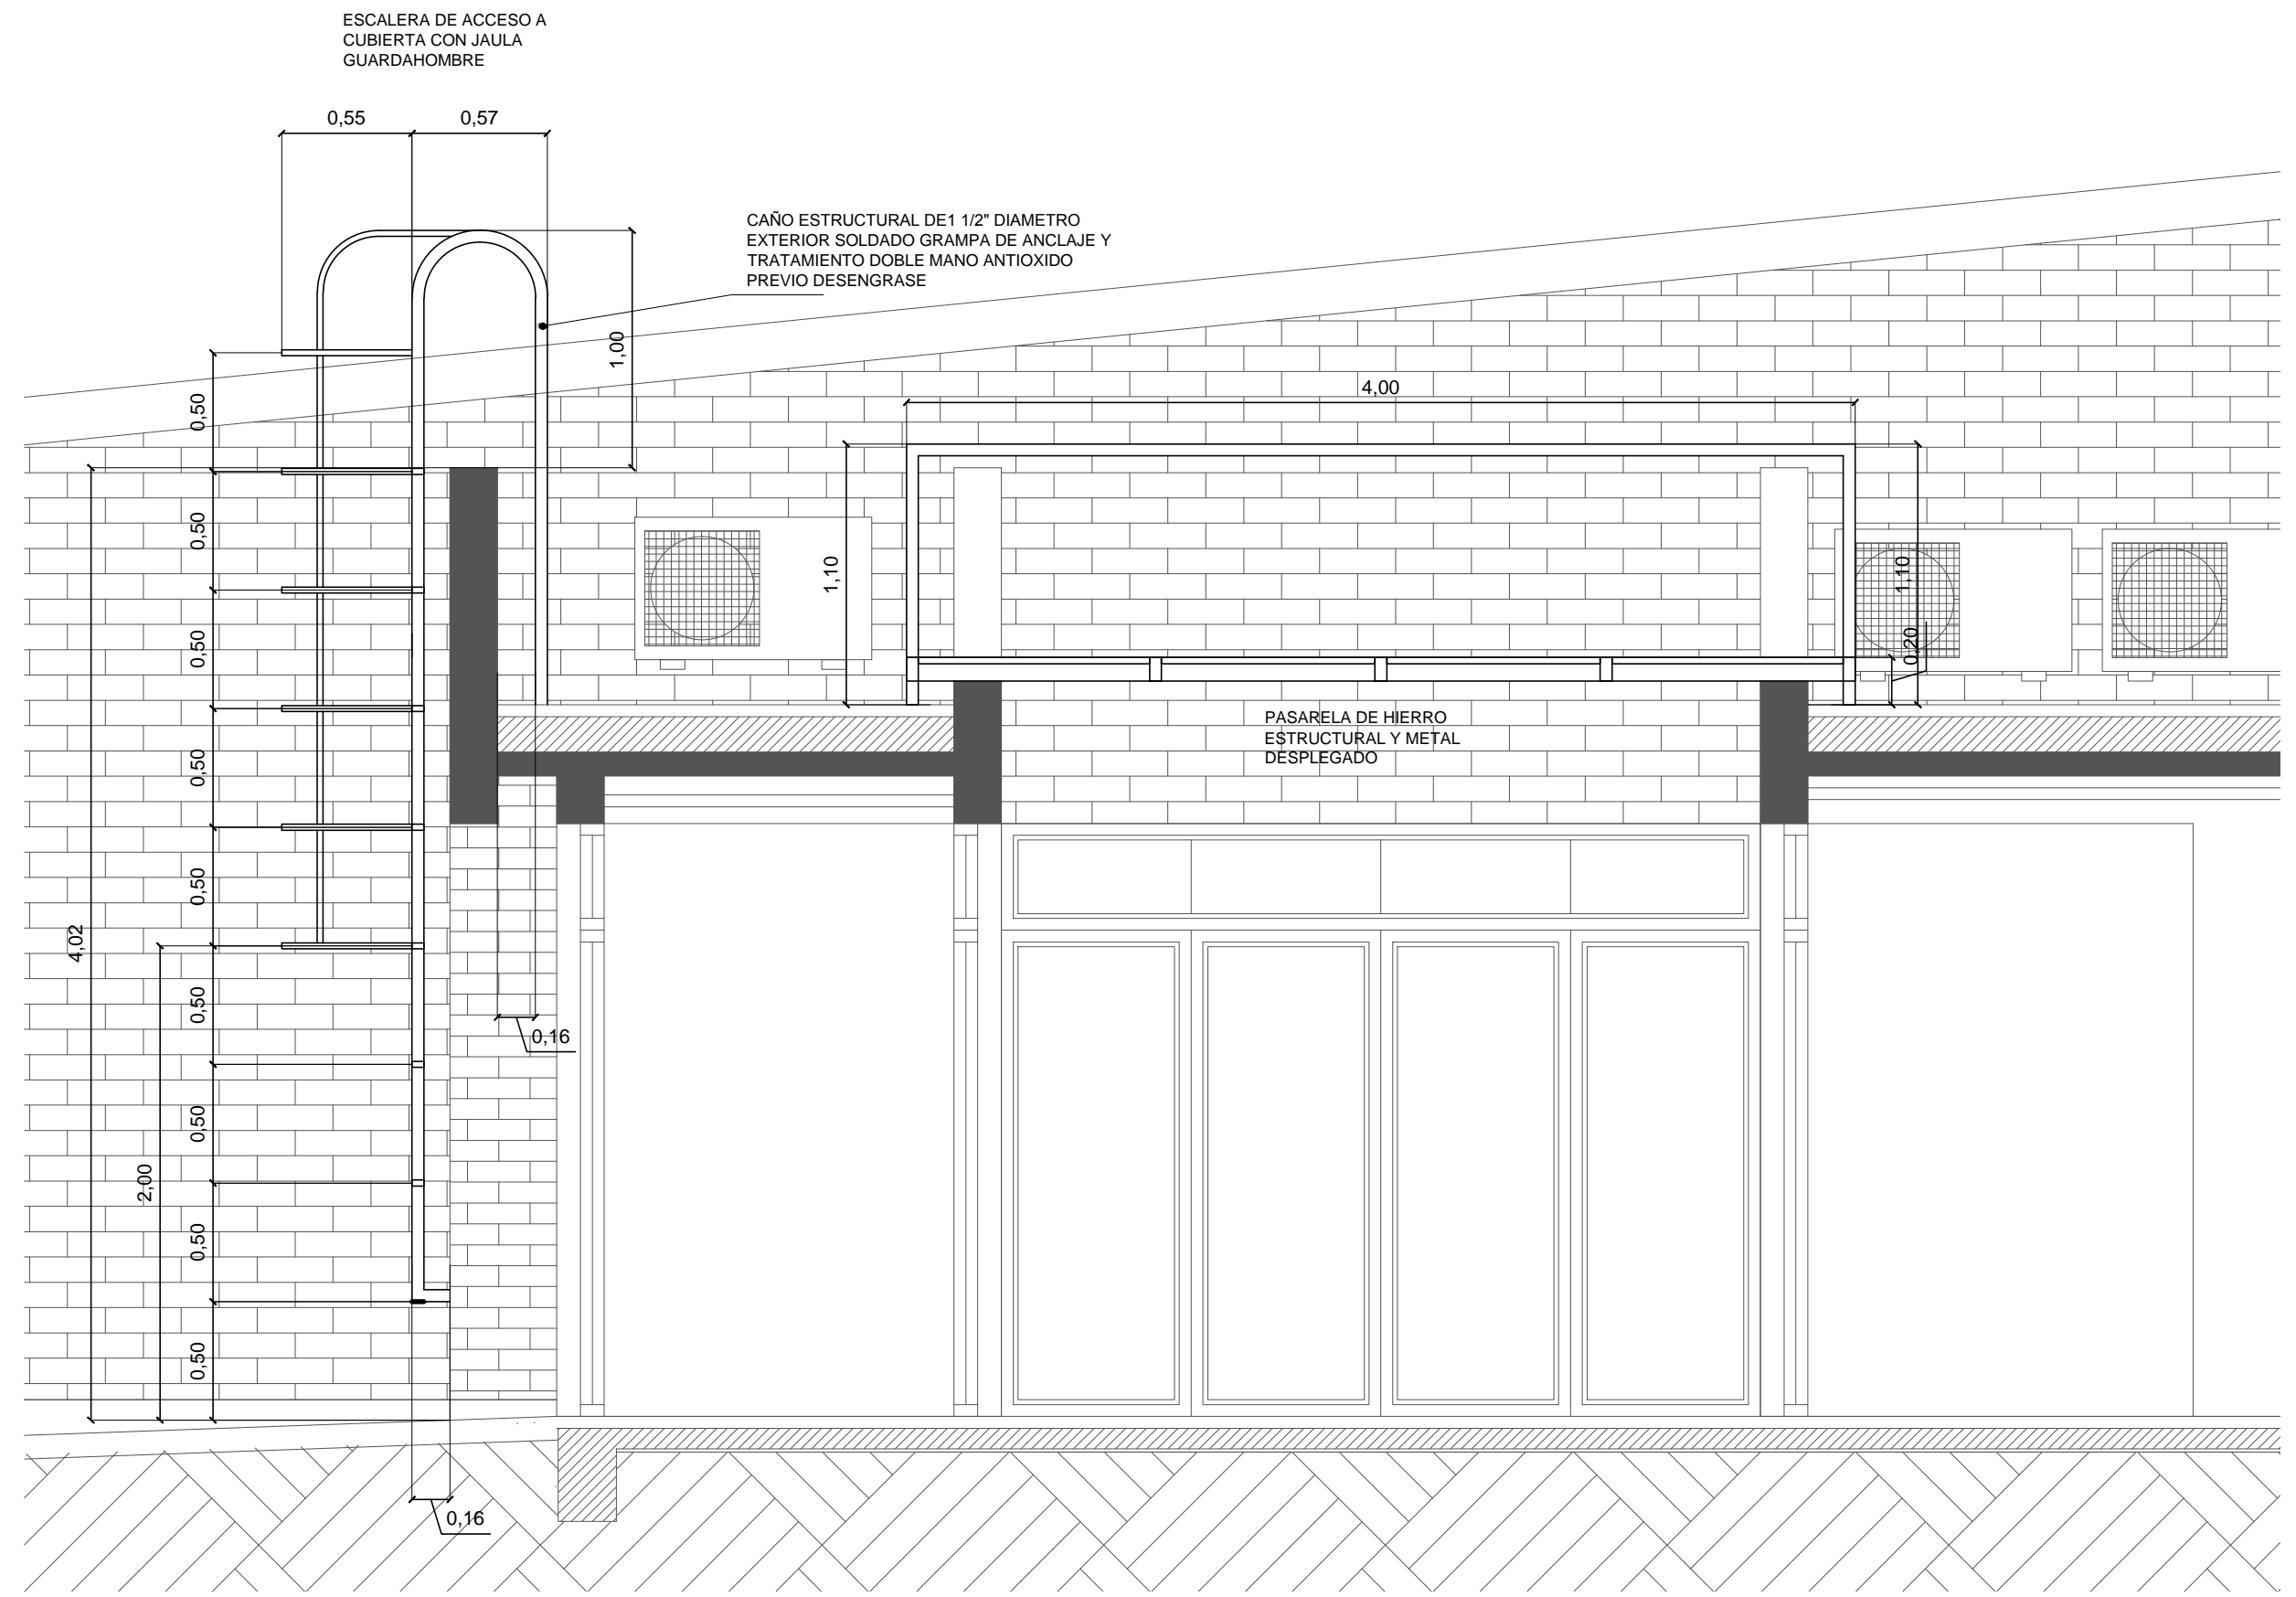 ESCALERA DE ACCESO A
CUBIERTA CON JAULA
GUARDAHOMBRE
0,55
0,57
CAÑO ESTRUCTURAL DE1 1/2" DIAMETRO
EXTERIOR SOLDADO GRAMPA DE ANCLAJE Y
TRATAMIENTO DOBLE MANO ANTIOXIDO
PREVIO DESENGRASE
1,00
4,00
0,50
0,50
0,50
0,50
0,50
0,50
0,50
0,50
0,50
4,02
2,00
1,10
1,10
0,20
PASARELA DE HIERRO
ESTRUCTURAL Y METAL
DESPLEGADO
0,16
0,16